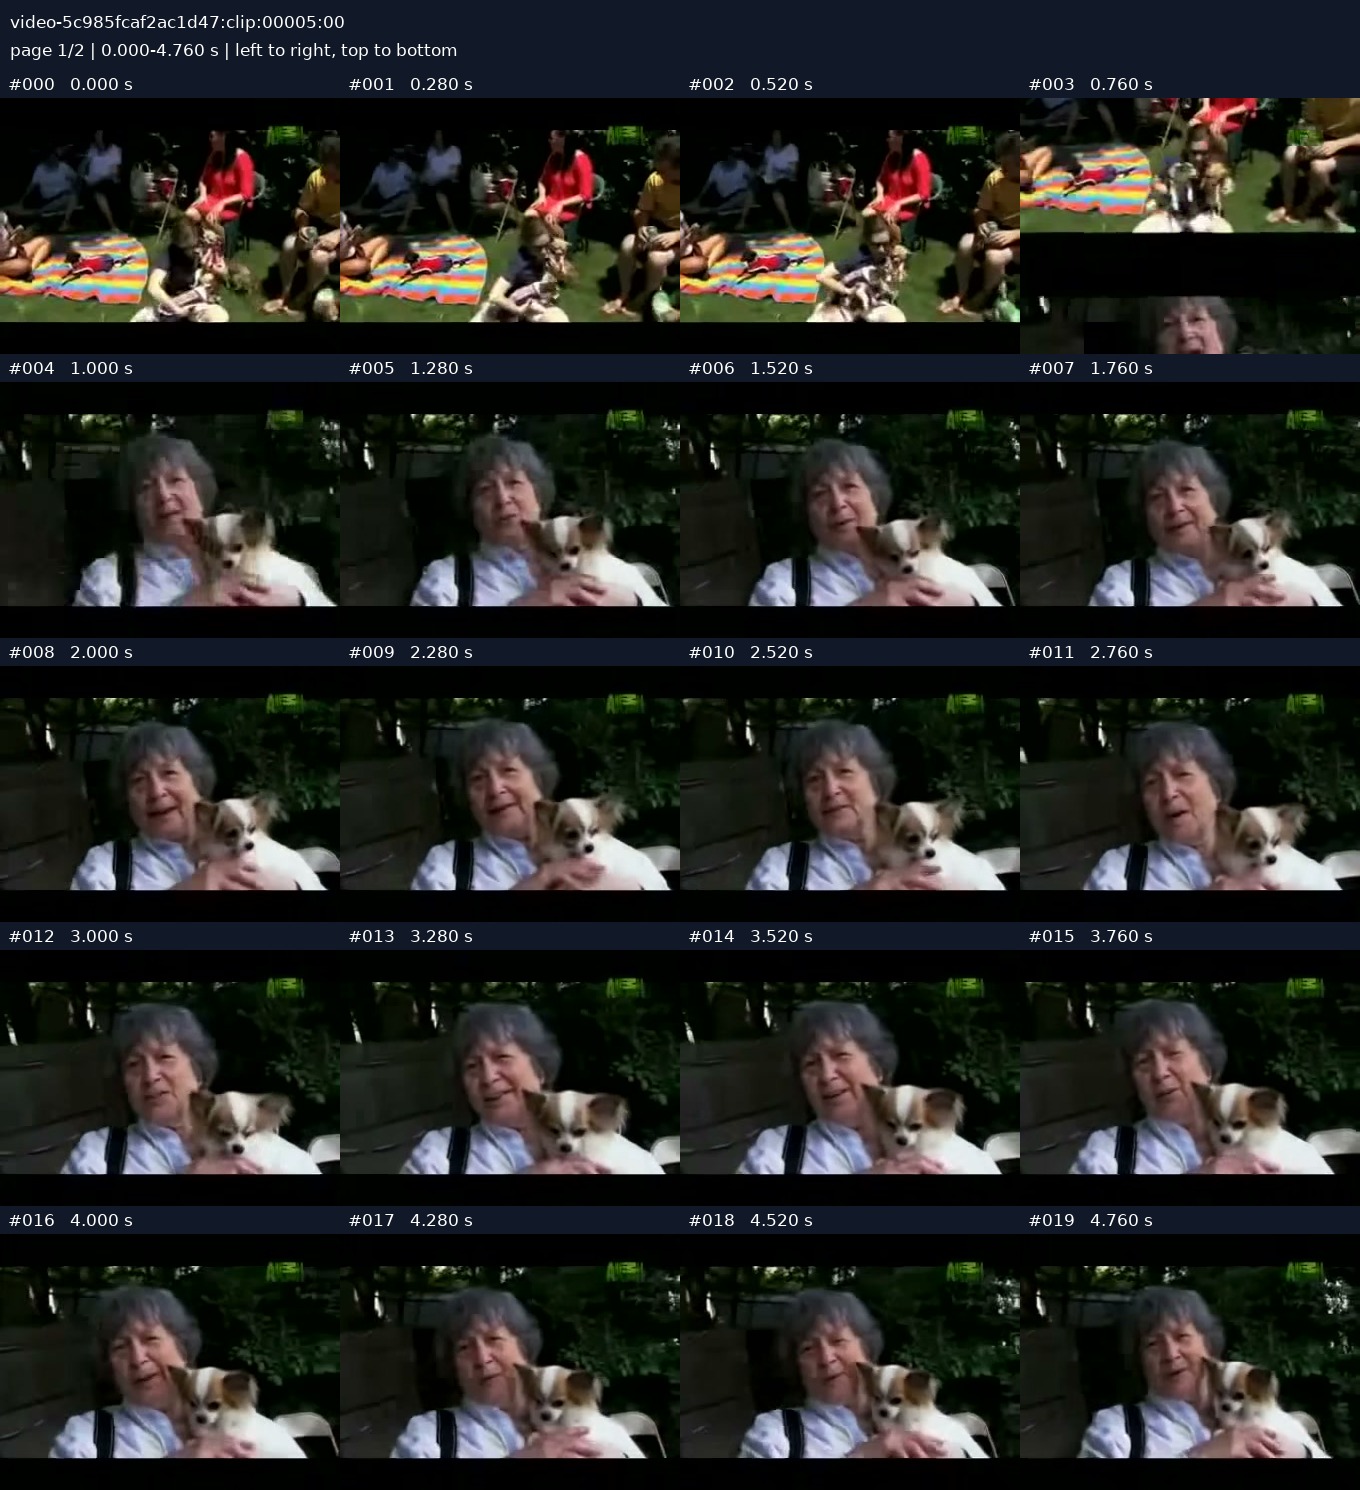 video-5c985fcaf2ac1d47:clip:00005:00
page 1/2 | 0.000-4.760 s | left to right, top to bottom
#000 0.000 s
#001 0.280 s
#002 0.520 s
#003 0.760 s
#004 1.000 s
#005 1.280 s
#006 1.520 s
#007 1.760 s
#008 2.000 s
#009 2.280 s
#010 2.520 s
#011 2.760 s
#012 3.000 s
#013 3.280 s
#014 3.520 s
#015 3.760 s
#016 4.000 s
#017 4.280 s
#018 4.520 s
#019 4.760 s